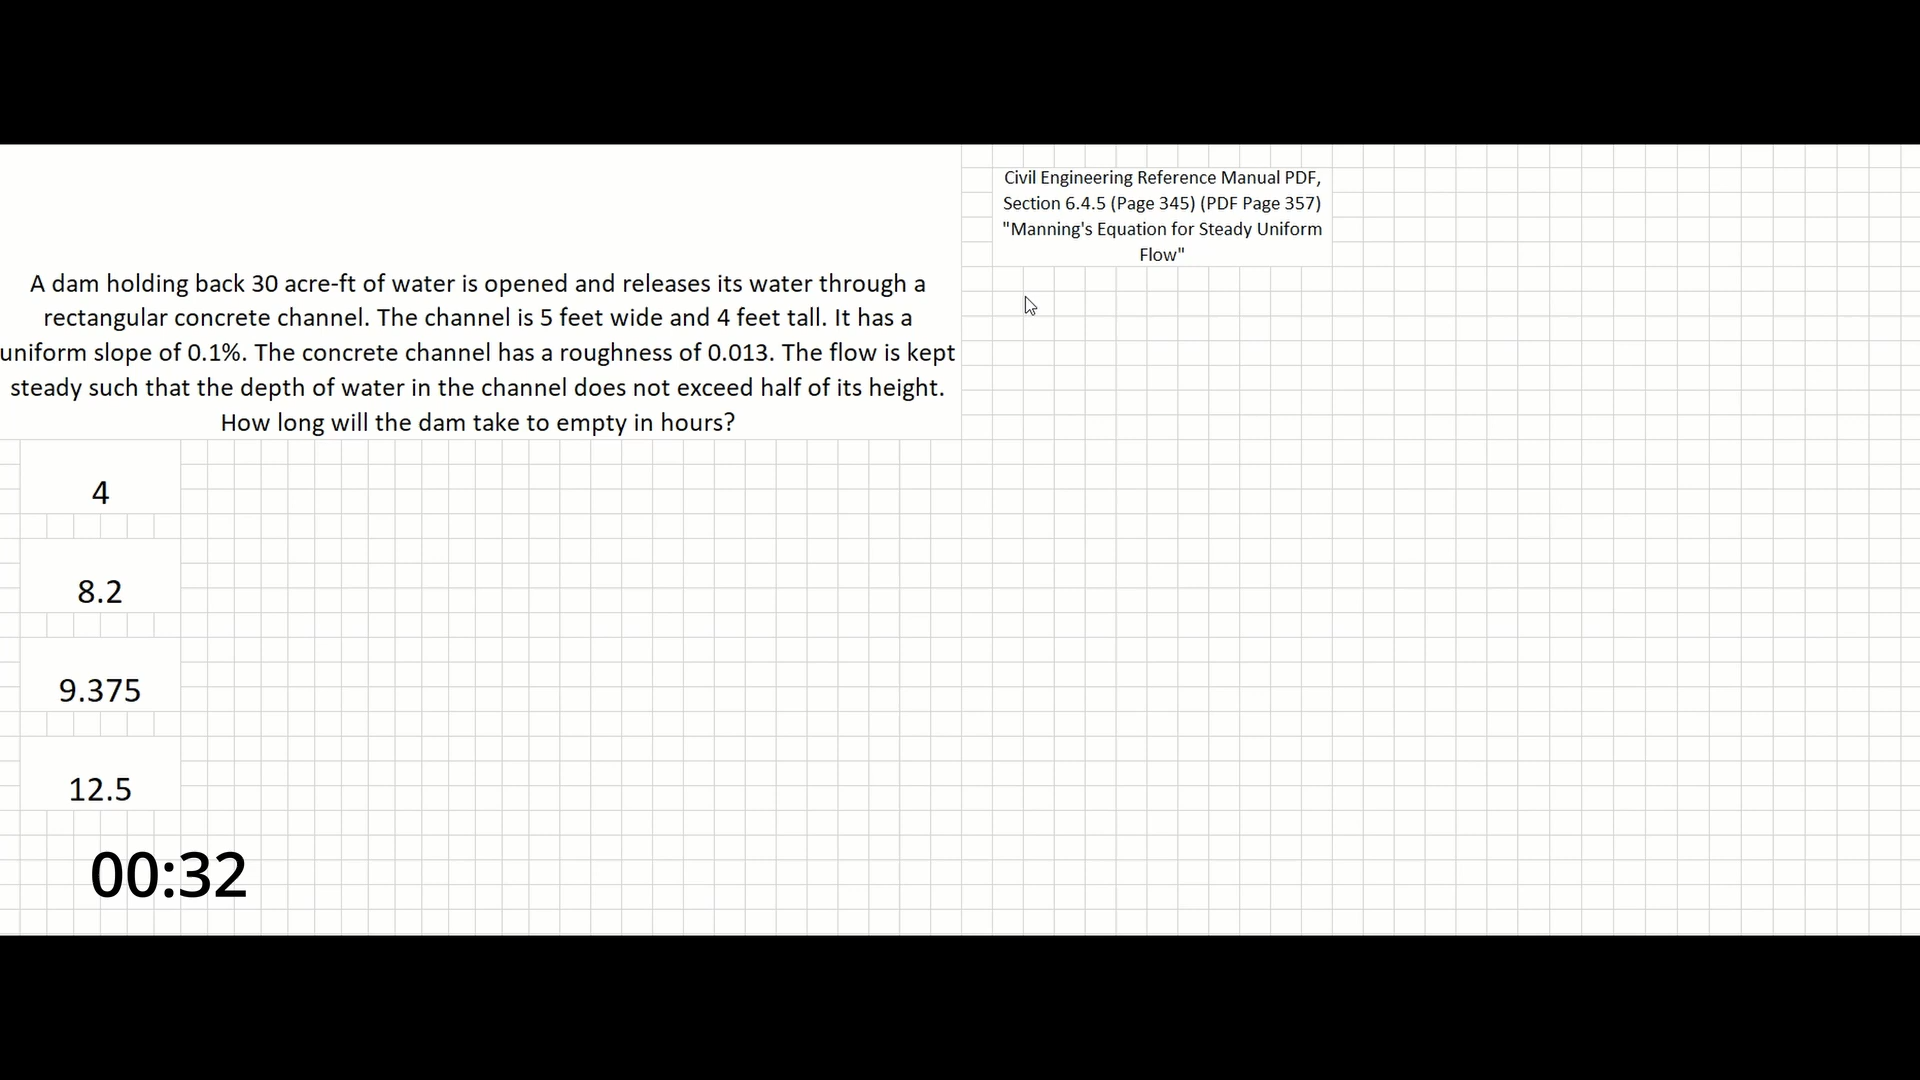 Civil Engineering Reference Manual PDF,
Section 6.4.5 (Page 345) (PDF Page 357)
"Manning's Equation for Steady Uniform
Flow"
A dam holding back 30 acre-ft of water is opened and releases its water through a
rectangular concrete channel. The channel is 5 feet wide and 4 feet tall. It has a
uniform slope of 0.1%. The concrete channel has a roughness of 0.013. The flow is kept
steady such that the depth of water in the channel does not exceed half of its height.
How long will the dam take to empty in hours?
4
8.2
9.375
12.5
00:32